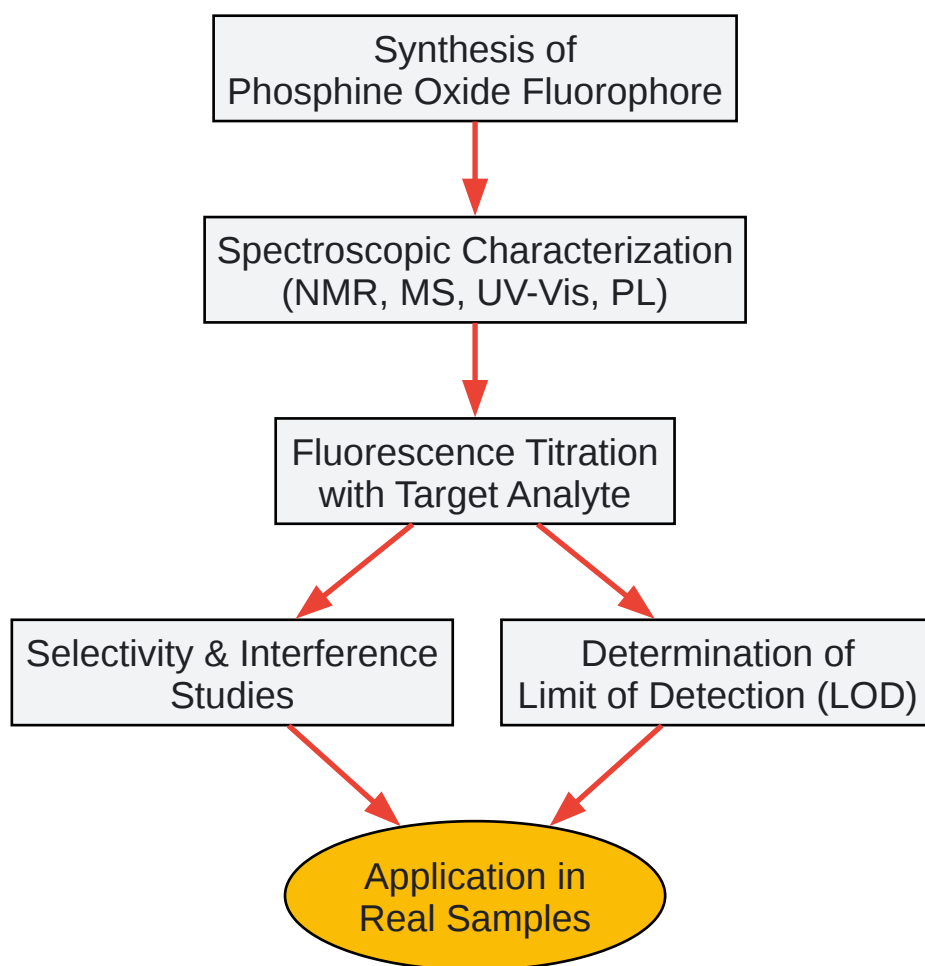 Synthesis of
Phosphine Oxide Fluorophore
Spectroscopic Characterization
(NMR, MS, UV-Vis, PL)
Fluorescence Titration
with Target Analyte
Selectivity & Interference
Studies
Determination of
Limit of Detection (LOD)
Application in
Real Samples